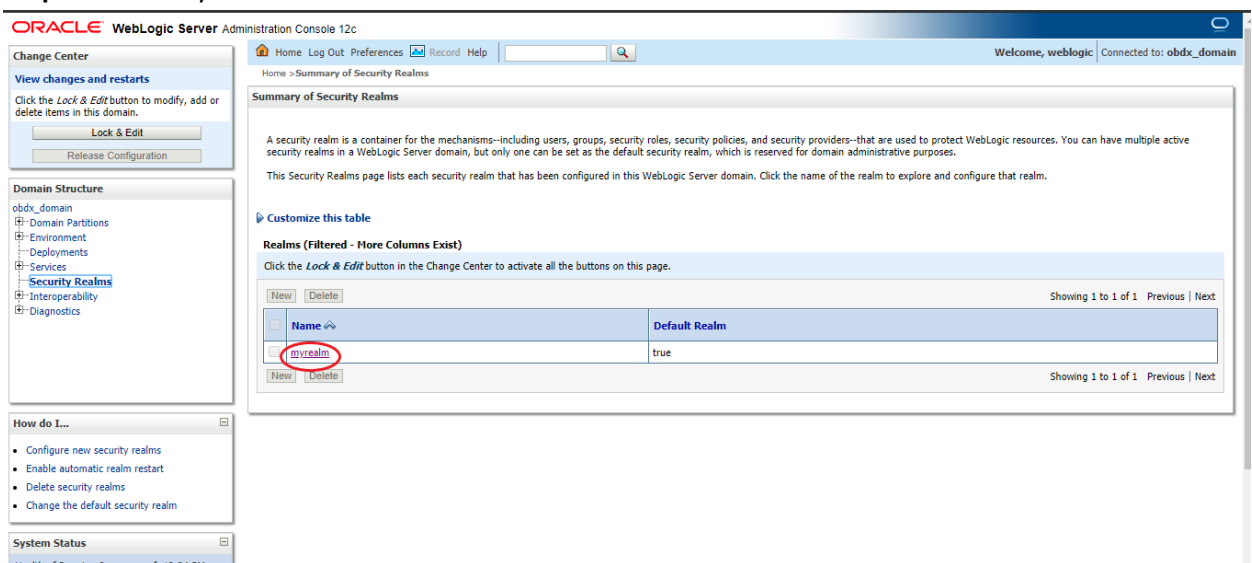 ORACLE WebLogic Server Administration Console 12c
Change Center
View changes and restarts
Click the Lock & Edit button to modify, add or
delete items in this domain.
Lock & Edit
Release Configuration
Domain Structure
obdx_domain
Domain Partitions
Environment
Deployments
Services
Security Realms
Interoperability
Diagnostics
How do I...
Configure new security realms
Enable automatic realm restart
Delete security realms
Change the default security realm
System Status
Home Log Out Preferences Record Help
Welcome, weblogic Connected to: obdx_domain
Home >Summary of Security Realms
Summary of Security Realms
A security realm is a container for the mechanisms--including users, groups, security roles, security policies, and security providers--that are used to protect WebLogic resources. You can have multiple active
security realms in a WebLogic Server domain, but only one can be set as the default security realm, which is reserved for domain administrative purposes.
This Security Realms page lists each security realm that has been configured in this WebLogic Server domain. Click the name of the realm to explore and configure that realm.
Customize this table
Realms (Filtered - More Columns Exist)
Click the Lock & Edit button in the Change Center to activate all the buttons on this page.
New Delete Showing 1 to 1 of 1 Previous | Next
Name Default Realm
myrealm true
New Delete Showing 1 to 1 of 1 Previous | Next